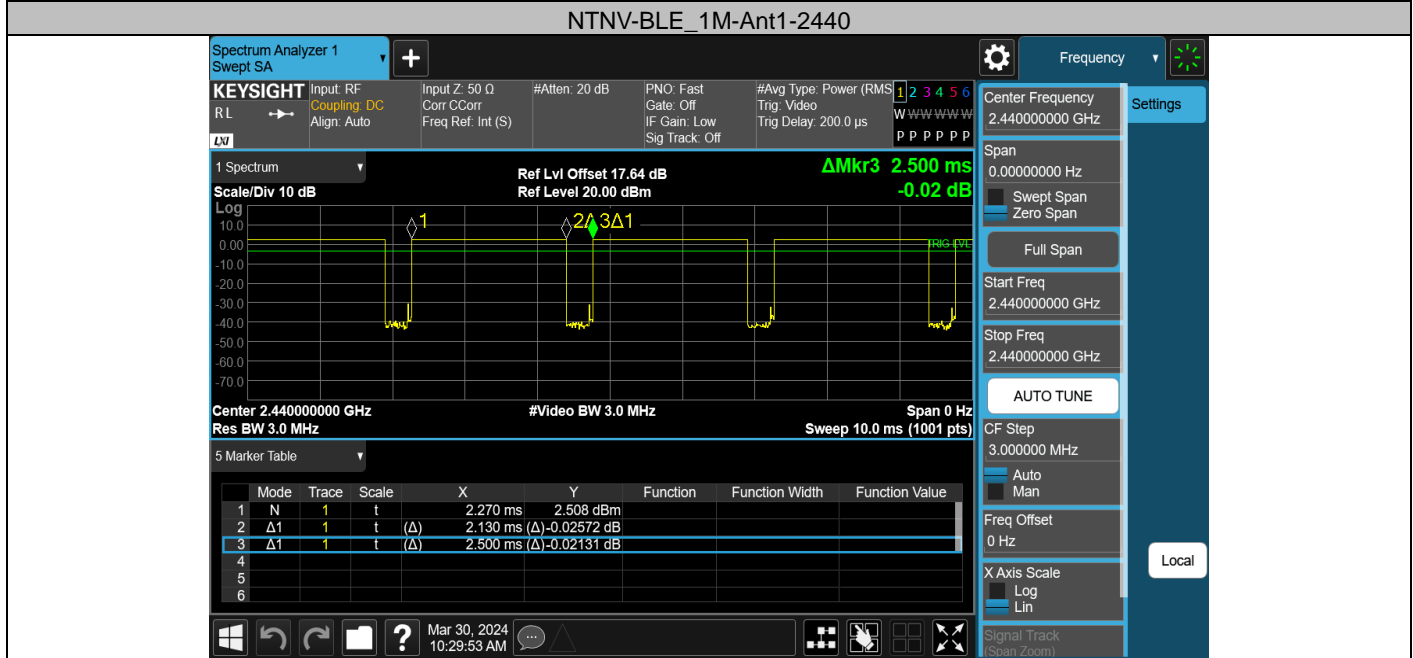 NTNV-BLE_1M-Ant1-2440
Spectrum Analyzer 1
Swept SA
+
Frequency
KEYSIGHT
RL
LXI
Input: RF
Coupling: DC
Align: Auto
Input Z: 50 Ω
Corr CCorr
Freq Ref: Int (S)
#Atten: 20 dB
PNO: Fast
Gate: Off
IF Gain: Low
Sig Track: Off
#Avg Type: Power (RMS
Trig: Video
Trig Delay: 200.0 µs
1 2 3 4 5 6
W W W W W W
P P P P P P
1 Spectrum
Scale/Div 10 dB
Ref Lvl Offset 17.64 dB
Ref Level 20.00 dBm
ΔMkr3 2.500 ms
-0.02 dB
Log
10.0
0.00
-10.0
-20.0
-30.0
-40.0
-50.0
-60.0
-70.0
1
2Δ 3Δ1
TRIG LVL
Center 2.440000000 GHz
#Video BW 3.0 MHz
Span 0 Hz
Res BW 3.0 MHz
Sweep 10.0 ms (1001 pts)
5 Marker Table
Mode Trace Scale X Y Function Function Width Function Value
1 N 1 t 2.270 ms 2.508 dBm
2 Δ1 1 t (Δ) 2.130 ms (Δ)-0.02572 dB
3 Δ1 1 t (Δ) 2.500 ms (Δ)-0.02131 dB
4
5
6
?
Mar 30, 2024
10:29:53 AM
Center Frequency
2.440000000 GHz
Span
0.00000000 Hz
Swept Span
Zero Span
Full Span
Start Freq
2.440000000 GHz
Stop Freq
2.440000000 GHz
AUTO TUNE
CF Step
3.000000 MHz
Auto
Man
Freq Offset
0 Hz
X Axis Scale
Log
Lin
Signal Track
(Span Zoom)
Settings
Local